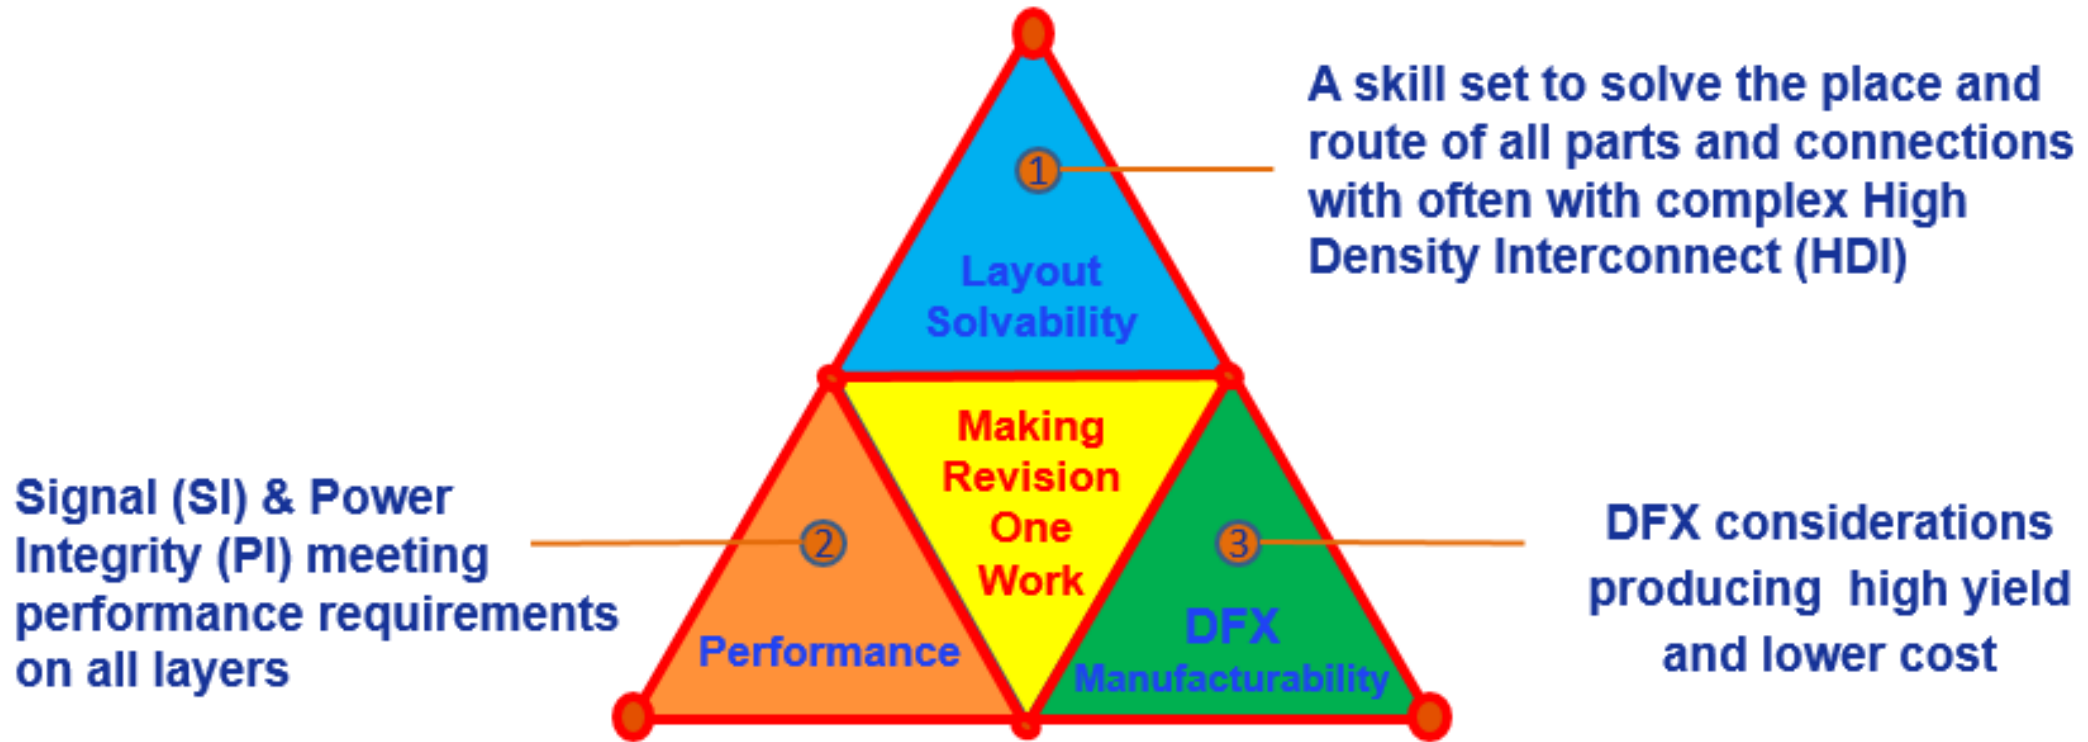 A skill set to solve the place and
route of all parts and connections
with often with complex High
Density Interconnect (HDI)
1
Layout
Solvability
Making
Revision
One
Work
Signal (SI) & Power
Integrity (PI) meeting
performance requirements
on all layers
2
Performance
3
DFX
Manufacturability
DFX considerations
producing  high yield
and lower cost